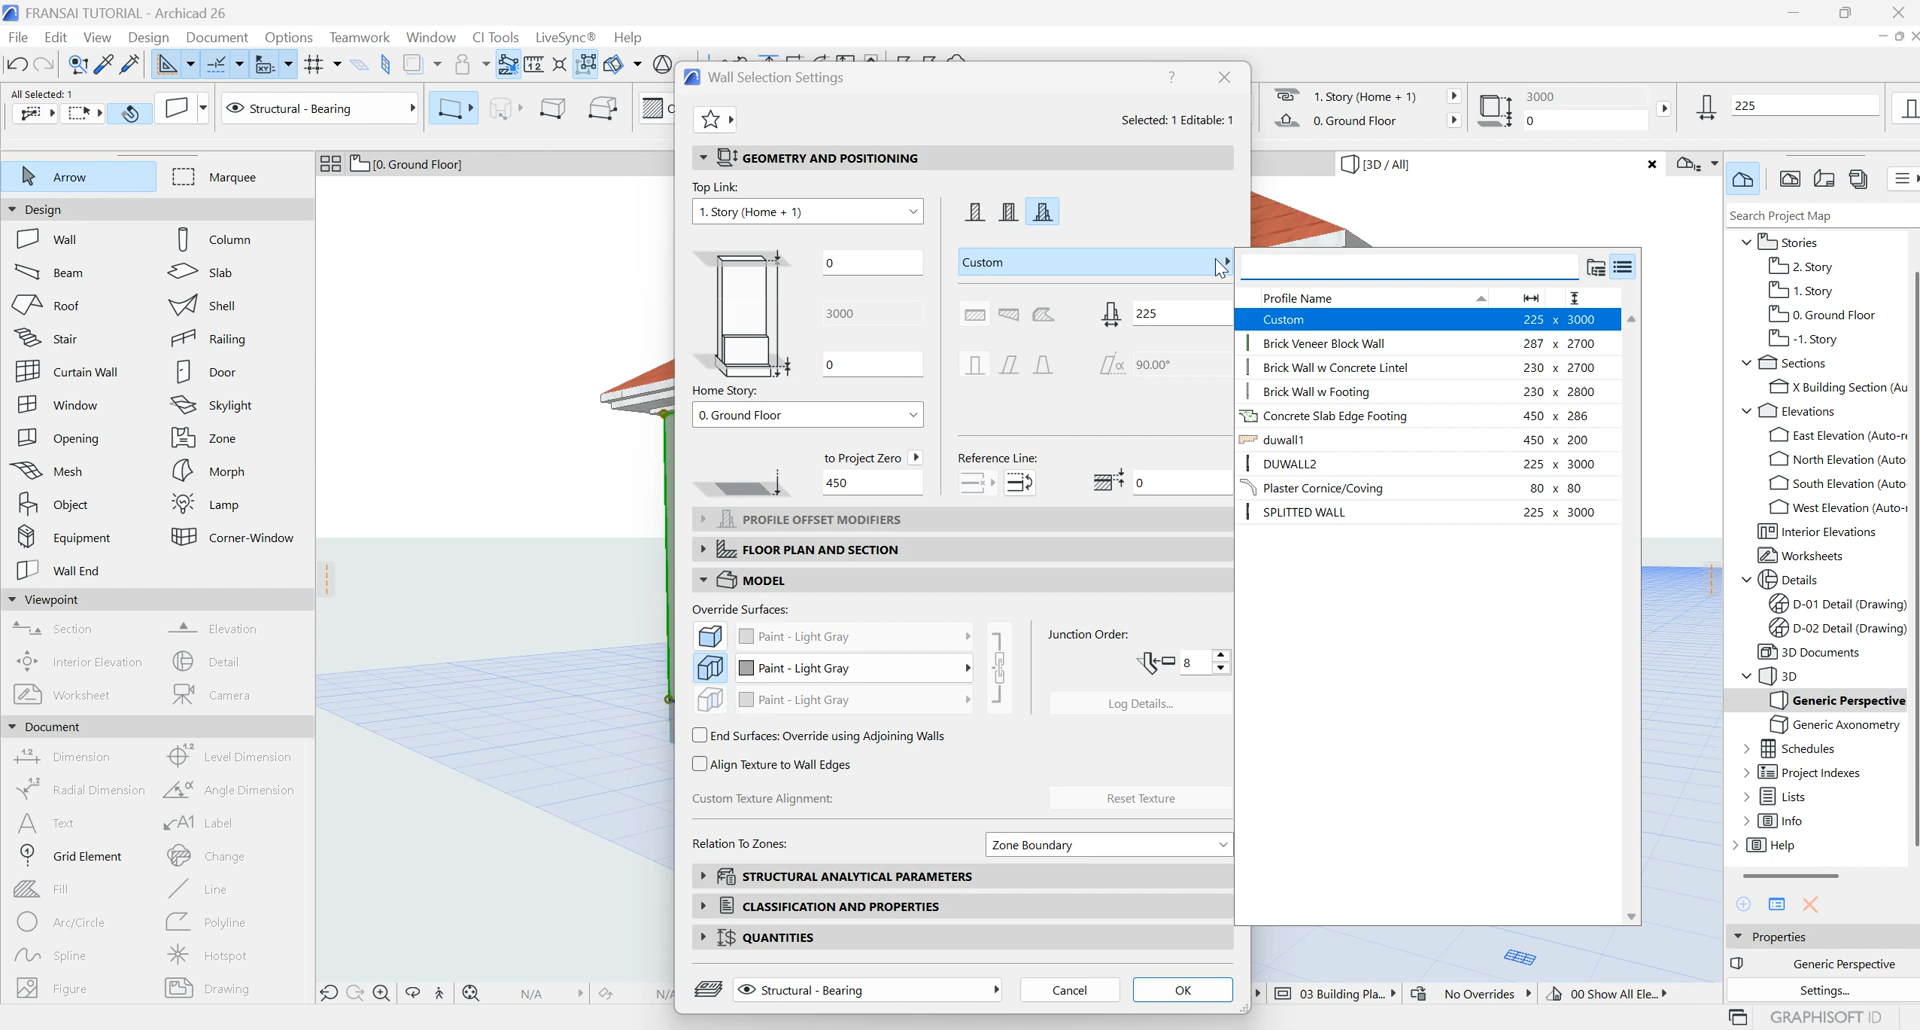 FRANSAI TUTORIAL - Archicad 26
File Edit View Design Document Options Teamwork Window CI Tools LiveSync® Help
All Selected: 1
Structural - Bearing
1. Story (Home + 1)
0. Ground Floor
3000
0
225
Arrow Marquee
Design
Wall Column
Beam Slab
Roof Shell
Stair Railing
Curtain Wall Door
Window Skylight
Opening Zone
Mesh Morph
Object Lamp
Equipment Corner-Window
Wall End
Viewpoint
Section Elevation
Interior Elevation Detail
Worksheet Camera
Document
Dimension Level Dimension
Radial Dimension Angle Dimension
Text Label
Grid Element Change
Fill Line
Arc/Circle Polyline
Spline Hotspot
Figure Drawing
[0. Ground Floor]
[3D / All]
Wall Selection Settings
Selected: 1 Editable: 1
GEOMETRY AND POSITIONING
Top Link:
1. Story (Home + 1)
0
3000
0
Home Story:
0. Ground Floor
to Project Zero
450
Custom
225
90.00°
Reference Line:
0
PROFILE OFFSET MODIFIERS
FLOOR PLAN AND SECTION
MODEL
Override Surfaces:
Paint - Light Gray
Paint - Light Gray
Paint - Light Gray
Junction Order:
8
Log Details...
End Surfaces: Override using Adjoining Walls
Align Texture to Wall Edges
Custom Texture Alignment:
Reset Texture
Relation To Zones:
Zone Boundary
STRUCTURAL ANALYTICAL PARAMETERS
CLASSIFICATION AND PROPERTIES
QUANTITIES
Structural - Bearing
Cancel
OK
Profile Name
Custom 225 x 3000
Brick Veneer Block Wall 287 x 2700
Brick Wall w Concrete Lintel 230 x 2700
Brick Wall w Footing 230 x 2800
Concrete Slab Edge Footing 450 x 286
duwall1 450 x 200
DUWALL2 225 x 3000
Plaster Cornice/Coving 80 x 80
SPLITTED WALL 225 x 3000
Search Project Map
Stories
2. Story
1. Story
0. Ground Floor
-1. Story
Sections
X Building Section (Au
Elevations
East Elevation (Auto-re
North Elevation (Auto
South Elevation (Auto
West Elevation (Auto-r
Interior Elevations
Worksheets
Details
D-01 Detail (Drawing)
D-02 Detail (Drawing)
3D Documents
3D
Generic Perspective
Generic Axonometry
Schedules
Project Indexes
Lists
Info
Help
Properties
Generic Perspective
Settings...
N/A
N/A
03 Building Pla...
No Overrides
00 Show All Ele...
GRAPHISOFT ID